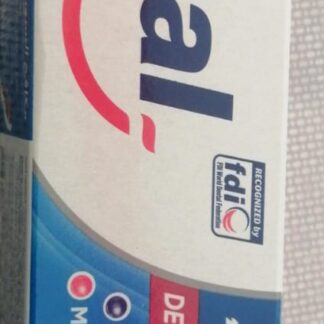 al
RECOGNIZED by
fdi
FDI World Dental Federation
DE
M